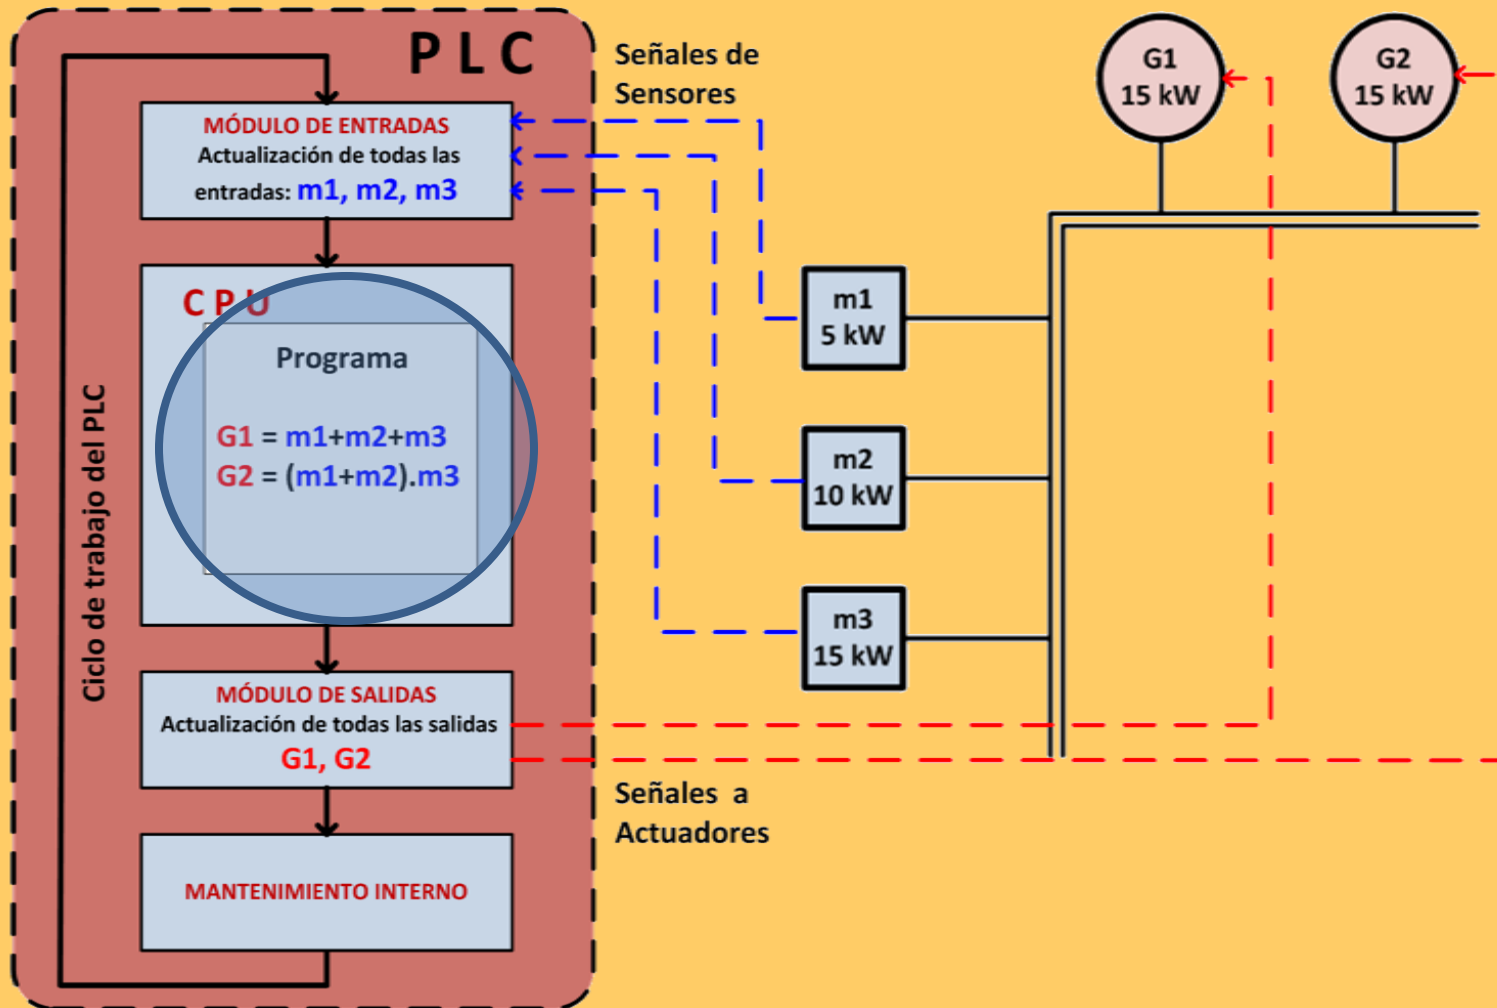 P L C
MÓDULO DE ENTRADAS
Actualización de todas las
entradas: m1, m2, m3
C P U
Programa
G1 = m1+m2+m3
G2 = (m1+m2).m3
Ciclo de trabajo del PLC
MÓDULO DE SALIDAS
Actualización de todas las salidas
G1, G2
MANTENIMIENTO INTERNO
Señales de
Sensores
G1
15 kW
G2
15 kW
m1
5 kW
m2
10 kW
m3
15 kW
Señales a
Actuadores